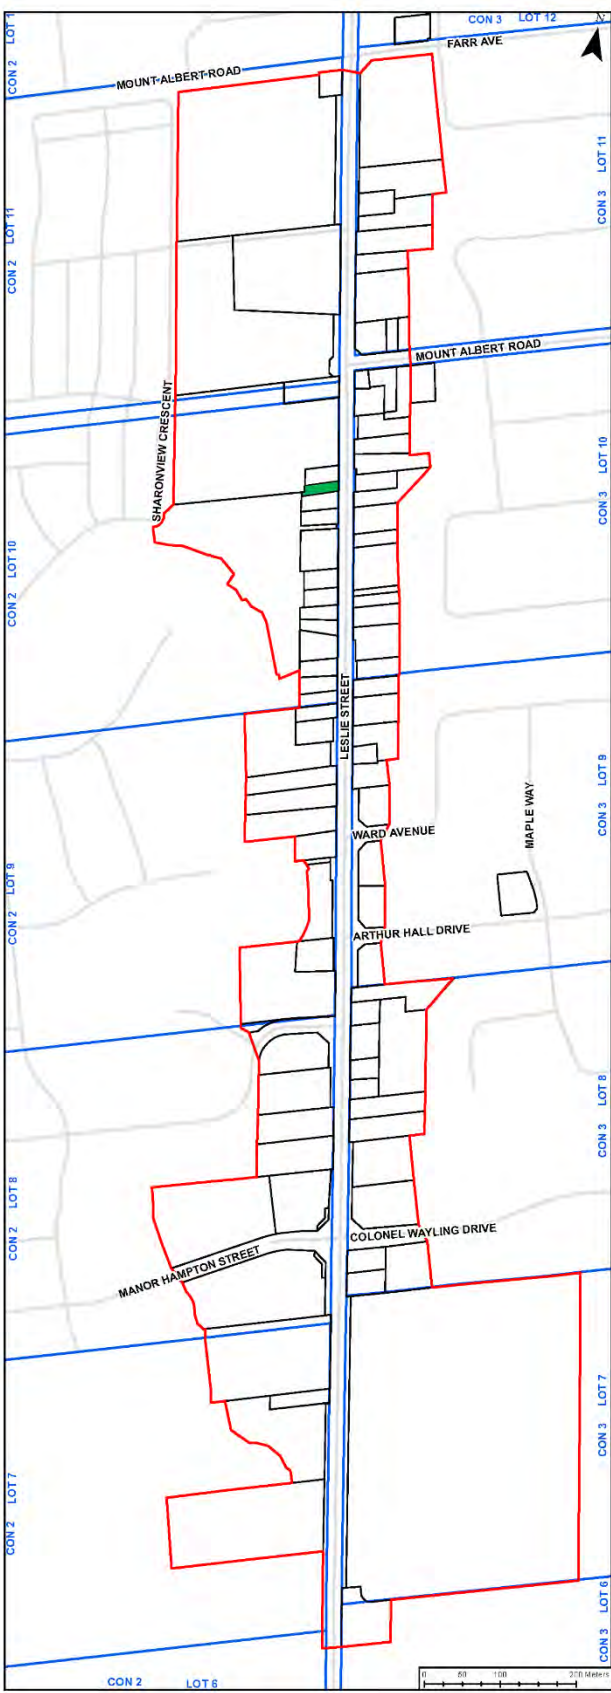 CON 3 LOT 12
N
FARR AVE
CON 2 LOT 1
MOUNT ALBERT ROAD
CON 3 LOT 11
CON 2 LOT 11
MOUNT ALBERT ROAD
SHARONVIEW CRESCENT
CON 3 LOT 10
CON 2 LOT 10
LESLIE STREET
CON 3 LOT 9
MAPLE WAY
WARD AVENUE
CON 2 LOT 9
ARTHUR HALL DRIVE
CON 3 LOT 8
CON 2 LOT 8
COLONEL WAYLING DRIVE
MANOR HAMPTON STREET
CON 3 LOT 7
CON 2 LOT 7
CON 3 LOT 6
0 50 100 200 Meters
CON 2 LOT 6